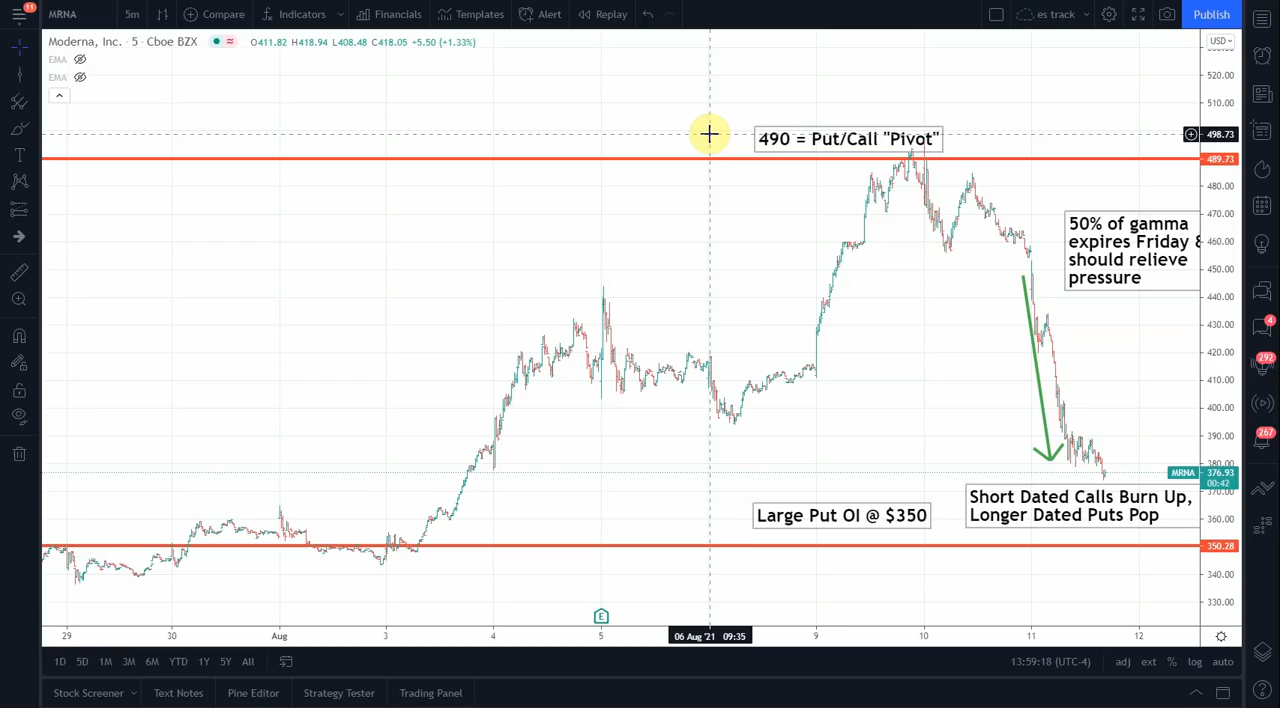 11
MRNA
5m
Compare
Indicators
Financials
Templates
Alert
Replay
es track
Publish
Moderna, Inc. · 5 · Cboe BZX
O411.82 H418.94 L408.48 C418.05 +5.50 (+1.33%)
USD
EMA
EMA
520.00
510.00
498.73
490 = Put/Call "Pivot"
489.73
480.00
470.00
460.00
450.00
440.00
430.00
420.00
410.00
400.00
390.00
380.00
50% of gamma
expires Friday &
should relieve
pressure
MRNA 376.93
00:42
370.00
360.00
Short Dated Calls Burn Up,
Longer Dated Puts Pop
Large Put OI @ $350
350.28
340.00
330.00
E
29 30 Aug 3 4 5 06 Aug '21 09:35 9 10 11 12
4
292
267
1D 5D 1M 3M 6M YTD 1Y 5Y All
13:59:18 (UTC-4) adj ext % log auto
Stock Screener Text Notes Pine Editor Strategy Tester Trading Panel